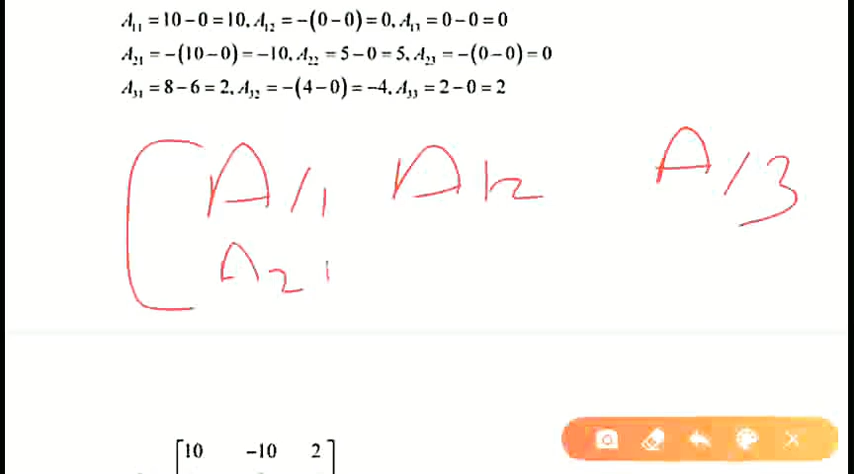 A₁₁ = 10 − 0 = 10, A₁₂ = −(0 − 0) = 0, A₁₃ = 0 − 0 = 0
A₂₁ = −(10 − 0) = −10, A₂₂ = 5 − 0 = 5, A₂₃ = −(0 − 0) = 0
A₃₁ = 8 − 6 = 2, A₃₂ = −(4 − 0) = −4, A₃₃ = 2 − 0 = 2
[A11 A12 A13
A21
[10 -10 2]